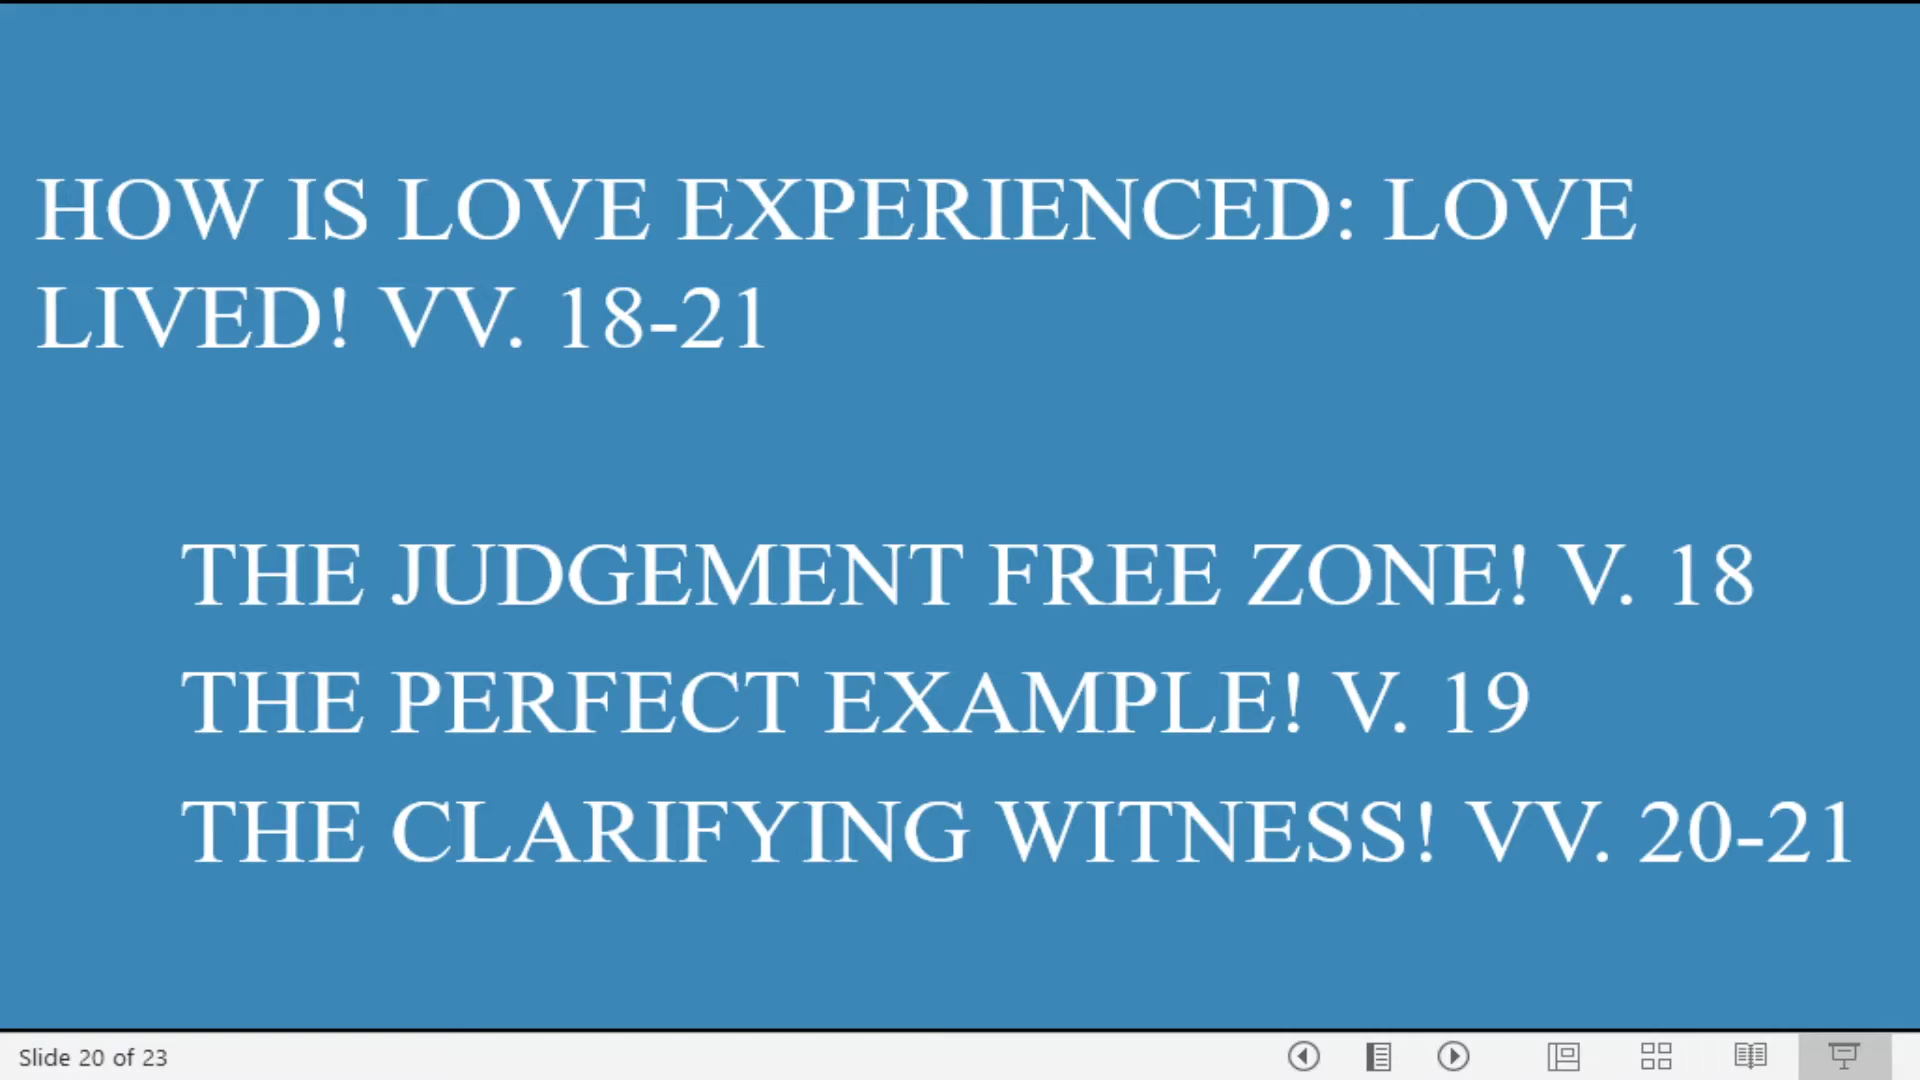 HOW IS LOVE EXPERIENCED: LOVE
LIVED! VV. 18-21
THE JUDGEMENT FREE ZONE! V. 18
THE PERFECT EXAMPLE! V. 19
THE CLARIFYING WITNESS! VV. 20-21
Slide 20 of 23